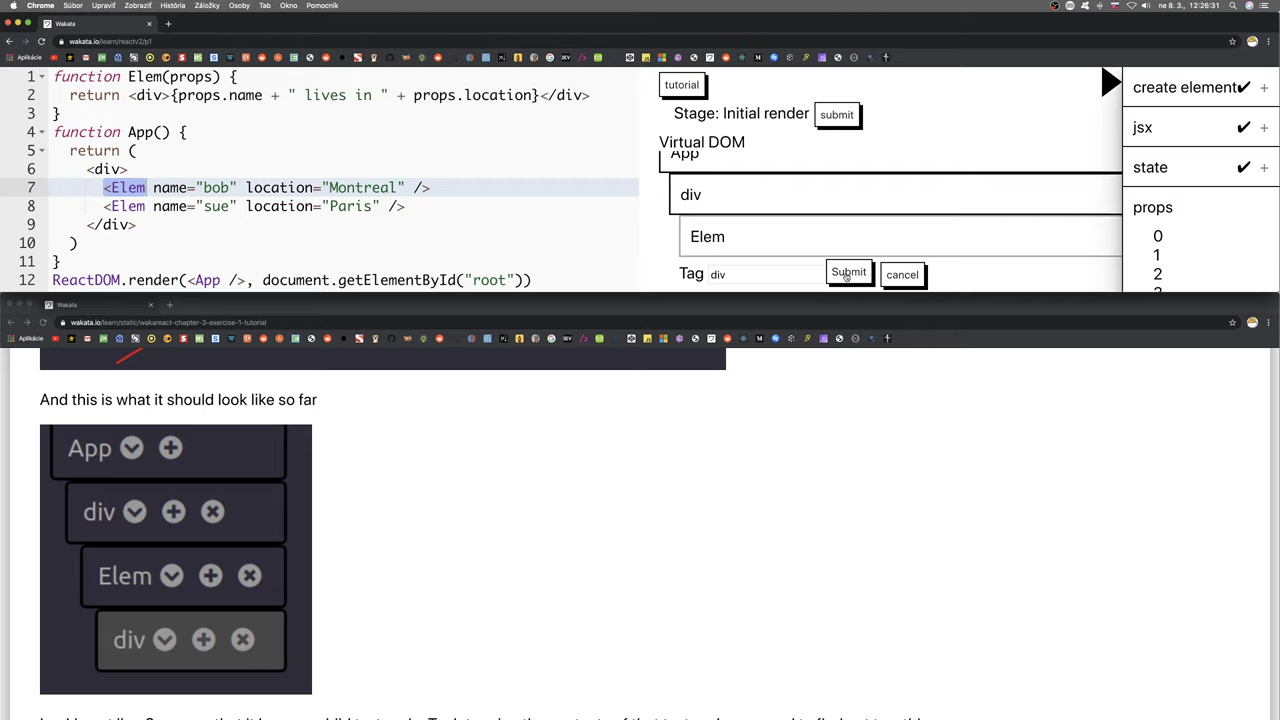 Chrome Súbor Upraviť Zobraziť História Záložky Osoby Tab Okno Pomocník ne 8. 3., 12:26:31
Wakata
wakata.io/learn/reactv2/p1
Aplikácie
1 function Elem(props) {
2 return <div>{props.name + " lives in " + props.location}</div>
3 }
4 function App() {
5 return (
6 <div>
7 <Elem name="bob" location="Montreal" />
8 <Elem name="sue" location="Paris" />
9 </div>
10 )
11 }
12 ReactDOM.render(<App />, document.getElementById("root"))
tutorial
Stage: Initial render submit
Virtual DOM
App
div
Elem
Tag div Submit cancel
create element ✔ +
jsx ✔ +
state ✔ +
props
0
1
2
Wakata
wakata.io/learn/static/wakareact-chapter-3-exercise-1-tutorial
Aplikácie
And this is what it should look like so far
App
div
Elem
div